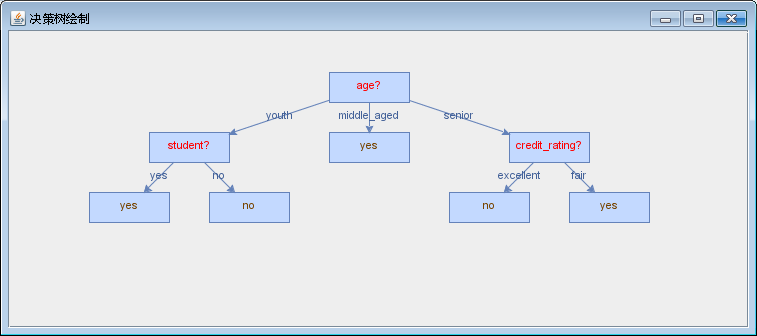 决策树绘制
age?
youth
middle_aged
senior
student?
yes
credit_rating?
yes
no
excellent
fair
yes
no
no
yes